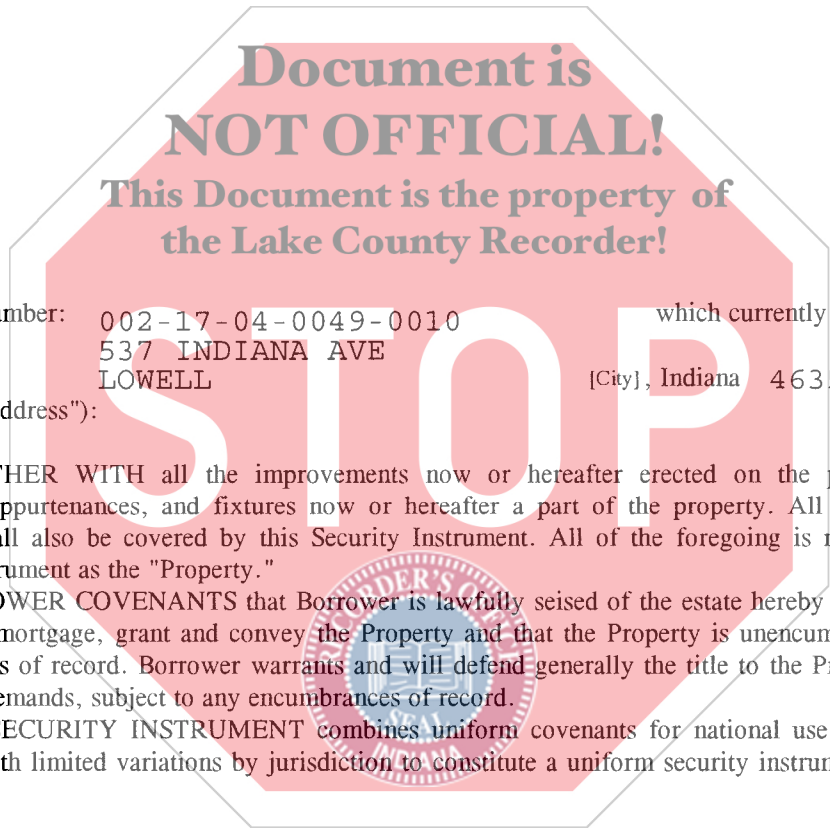 Document is
NOT OFFICIAL!
This Document is the property of
the Lake County Recorder!
STOP
umber: 002-17-04-0049-0010 which currently
537 INDIANA AVE
LOWELL [City], Indiana 463
ddress"):
THER WITH all the improvements now or hereafter erected on the p
ppurtenances, and fixtures now or hereafter a part of the property. All
all also be covered by this Security Instrument. All of the foregoing is r
rument as the "Property."
OWER COVENANTS that Borrower is lawfully seised of the estate hereby
mortgage, grant and convey the Property and that the Property is unencum
s of record. Borrower warrants and will defend generally the title to the Pr
emands, subject to any encumbrances of record.
ECURITY INSTRUMENT combines uniform covenants for national use
th limited variations by jurisdiction to constitute a uniform security instrum
RECORDER'S OFFICE
SEAL
INDIANA